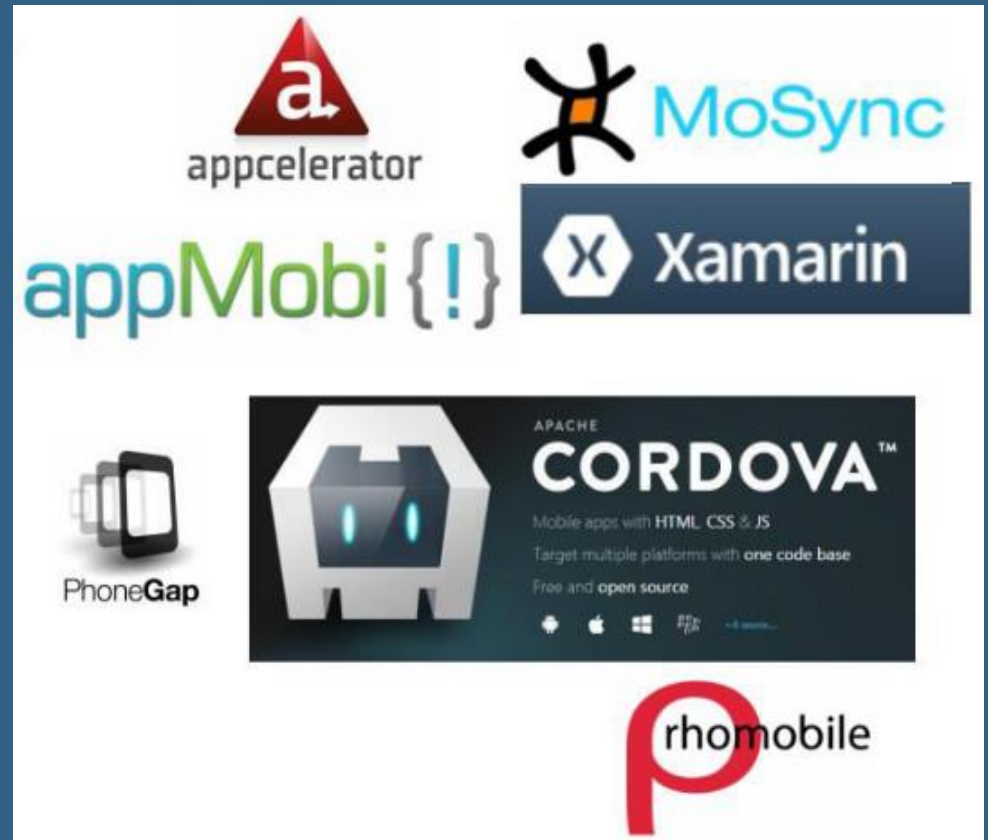 a
appcelerator
MoSync
appMobi{!}
X Xamarin
PhoneGap
APACHE
CORDOVA™
Mobile apps with HTML, CSS & JS
Target multiple platforms with one code base
Free and open source
rhomobile